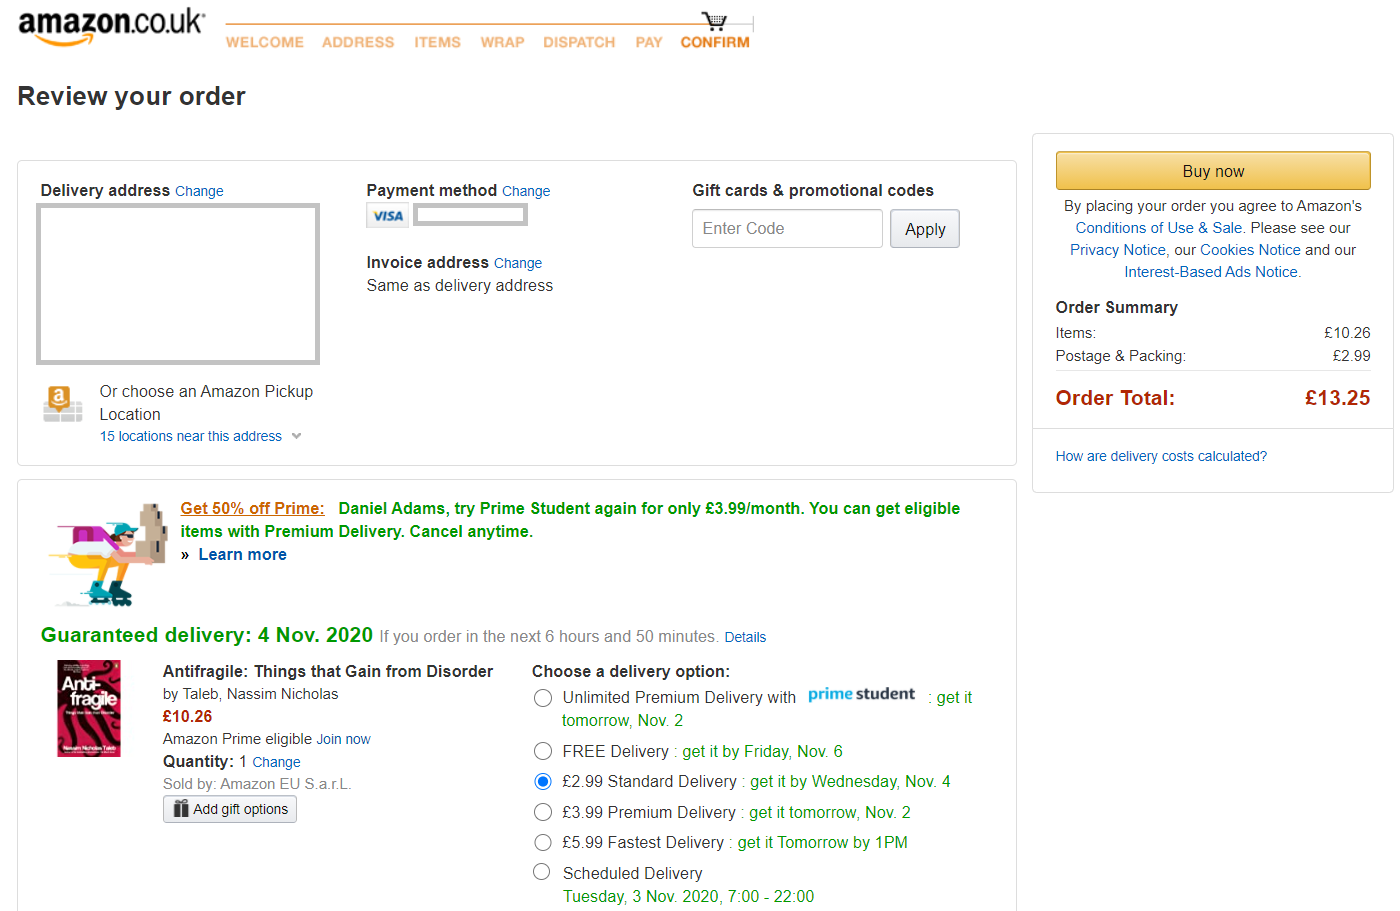 amazon.co.uk
WELCOME ADDRESS ITEMS WRAP DISPATCH PAY CONFIRM
Review your order
Delivery address Change
Payment method Change
VISA
Invoice address Change
Same as delivery address
Gift cards & promotional codes
Enter Code
Apply
Or choose an Amazon Pickup
Location
15 locations near this address
Buy now
By placing your order you agree to Amazon's
Conditions of Use & Sale. Please see our
Privacy Notice, our Cookies Notice and our
Interest-Based Ads Notice.
Order Summary
Items: £10.26
Postage & Packing: £2.99
Order Total: £13.25
How are delivery costs calculated?
Get 50% off Prime: Daniel Adams, try Prime Student again for only £3.99/month. You can get eligible
items with Premium Delivery. Cancel anytime.
» Learn more
Guaranteed delivery: 4 Nov. 2020 If you order in the next 6 hours and 50 minutes. Details
Anti-
fragile
Nassim Nicholas Taleb
Antifragile: Things that Gain from Disorder
by Taleb, Nassim Nicholas
£10.26
Amazon Prime eligible Join now
Quantity: 1 Change
Sold by: Amazon EU S.a.r.L.
Add gift options
Choose a delivery option:
Unlimited Premium Delivery with prime student : get it
tomorrow, Nov. 2
FREE Delivery : get it by Friday, Nov. 6
£2.99 Standard Delivery : get it by Wednesday, Nov. 4
£3.99 Premium Delivery : get it tomorrow, Nov. 2
£5.99 Fastest Delivery : get it Tomorrow by 1PM
Scheduled Delivery
Tuesday, 3 Nov. 2020, 7:00 - 22:00